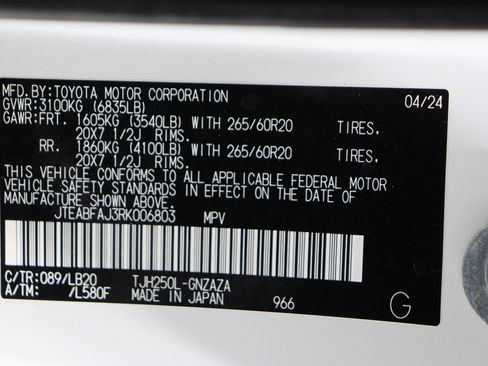 MFD.BY:TOYOTA MOTOR CORPORATION 04/24
GVWR:3100KG (6835LB)
GAWR:FRT. 1605KG (3540LB) WITH 265/60R20 TIRES.
20X7 1/2J RIMS.
RR. 1860KG (4100LB) WITH 265/60R20 TIRES.
20X7 1/2J RIMS.
THIS VEHICLE CONFORMS TO ALL APPLICABLE FEDERAL MOTOR
VEHICLE SAFETY STANDARDS IN EFFECT ON THE DATE OF
MANUFACTURE SHOWN ABOVE.
JTEABFAJ3RK006803 MPV
C/TR:089/LB20 TJH250L-GNZAZA
A/TM: /L580F MADE IN JAPAN 966 G